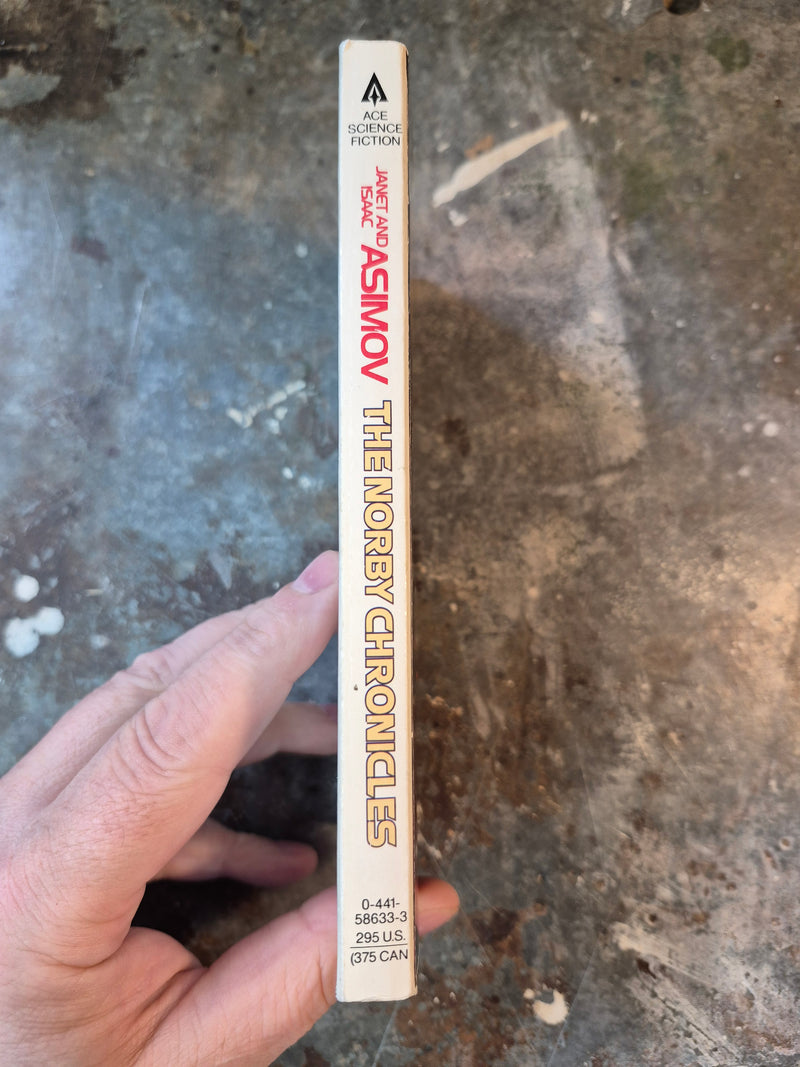 ACE
SCIENCE
FICTION
JANET AND
ISAAC
ASIMOV
THE NORBY CHRONICLES
0-441-
58633-3
295 U.S.
(375 CAN